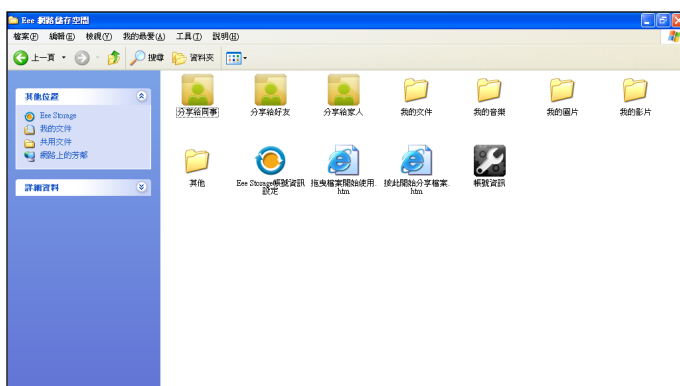 Eee 網路儲存空間
檔案(F) 編輯(E) 檢視(V) 我的最愛(A) 工具(T) 說明(H)
上一頁 搜尋 資料夾
其他位置
Eee Storage
我的文件
共用文件
網路上的芳鄰
詳細資料
分享給同事 分享給好友 分享給家人 我的文件 我的音樂 我的圖片 我的影片
其他 Eee Storage帳號資訊 拖曳檔案開始使用. 按此開始分享檔案. 帳號資訊
設定 htm htm